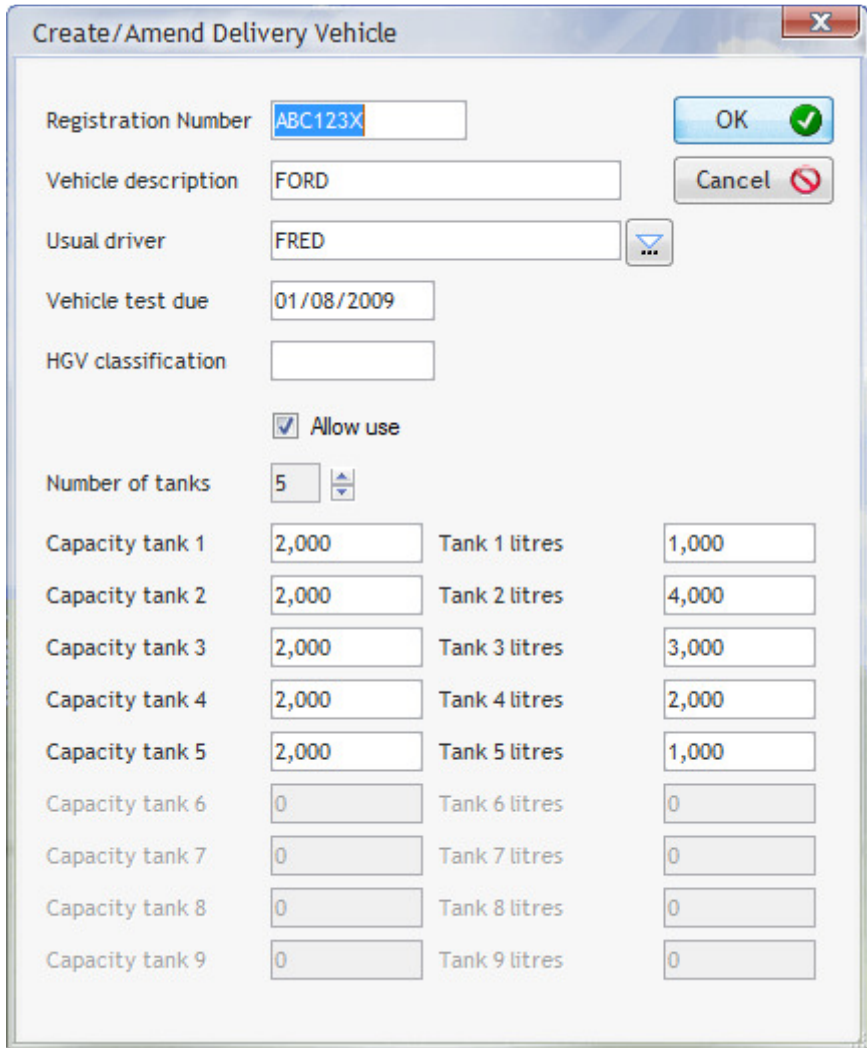 Create/Amend Delivery Vehicle
Registration Number ABC123X OK
Vehicle description FORD Cancel
Usual driver FRED
Vehicle test due 01/08/2009
HGV classification
Allow use
Number of tanks 5
Capacity tank 1 2,000 Tank 1 litres 1,000
Capacity tank 2 2,000 Tank 2 litres 4,000
Capacity tank 3 2,000 Tank 3 litres 3,000
Capacity tank 4 2,000 Tank 4 litres 2,000
Capacity tank 5 2,000 Tank 5 litres 1,000
Capacity tank 6 0 Tank 6 litres 0
Capacity tank 7 0 Tank 7 litres 0
Capacity tank 8 0 Tank 8 litres 0
Capacity tank 9 0 Tank 9 litres 0